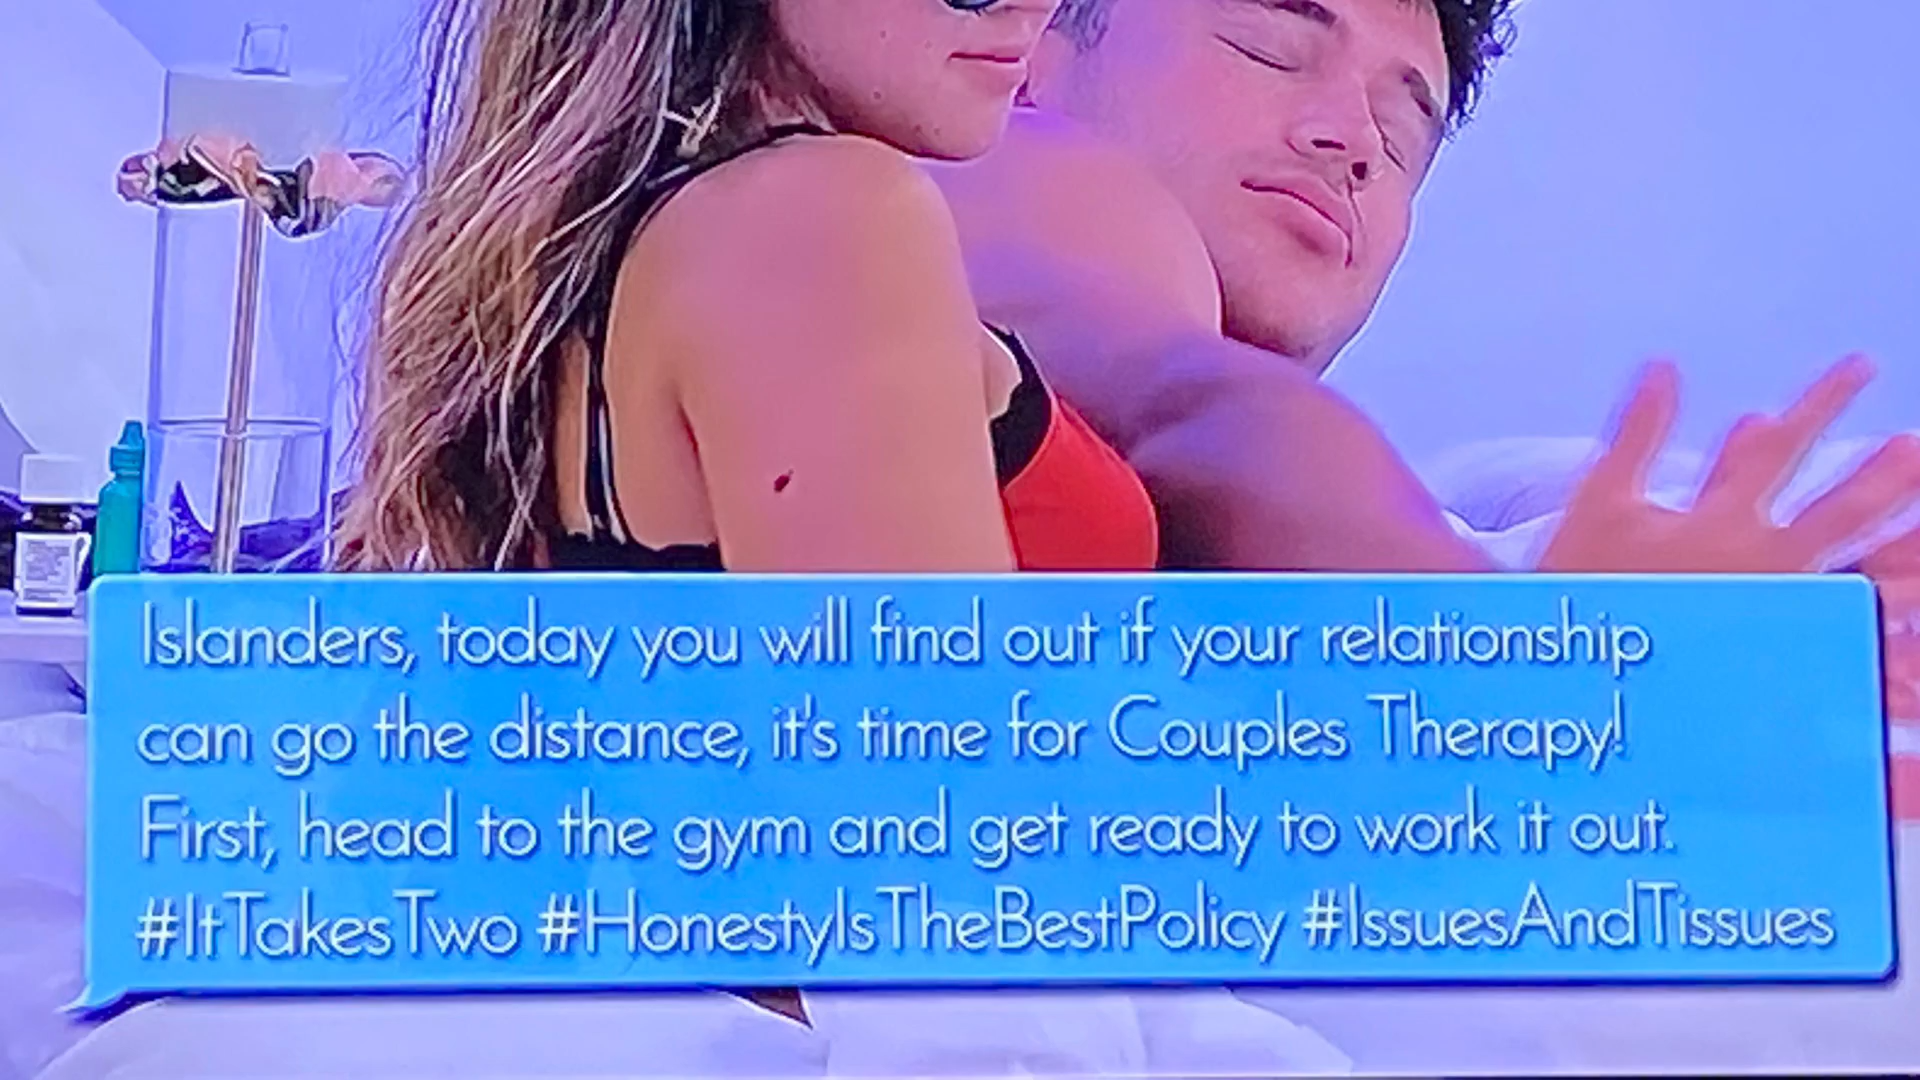 Islanders, today you will find out if your relationship
can go the distance, it's time for Couples Therapy!
First, head to the gym and get ready to work it out.
#ItTakesTwo #HonestyIsTheBestPolicy #IssuesAndTissues